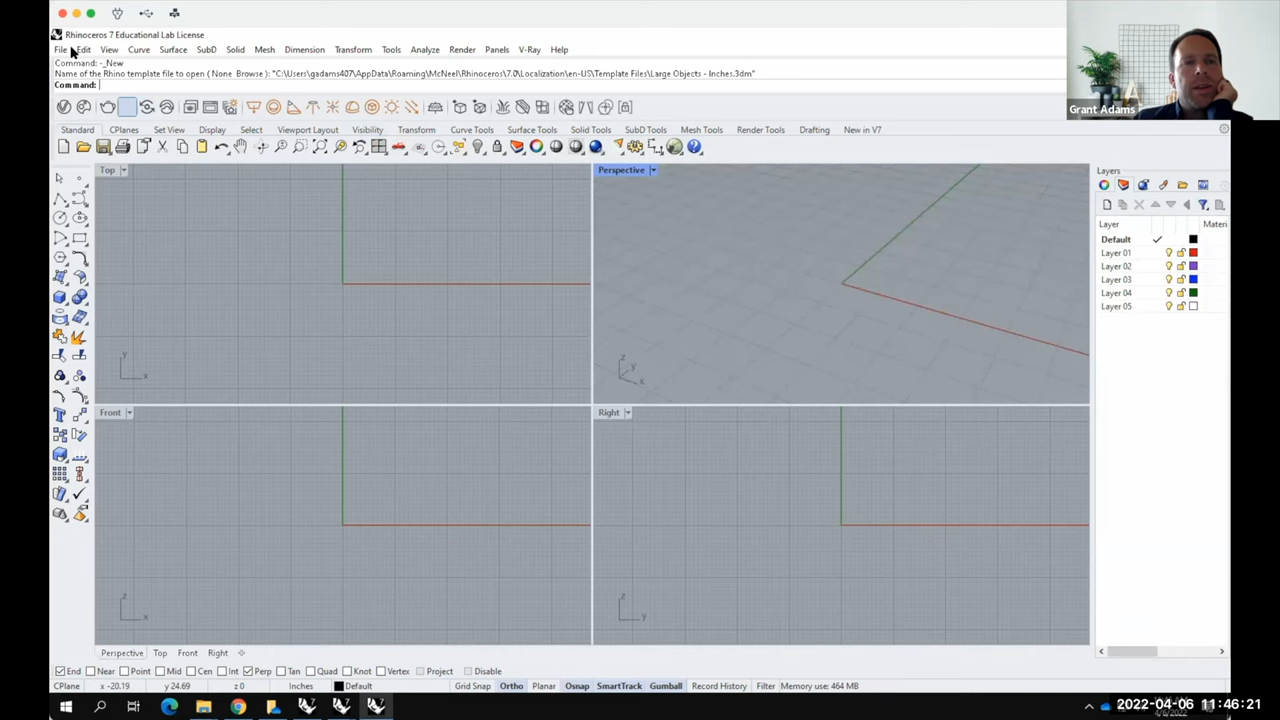 Rhinoceros 7 Educational Lab License
File Edit View Curve Surface SubD Solid Mesh Dimension Transform Tools Analyze Render Panels V-Ray Help
Command: -_New
Name of the Rhino template file to open ( None Browse ): "C:\Users\gadams407\AppData\Roaming\McNeel\Rhinoceros\7.0\Localization\en-US\Template Files\Large Objects - Inches.3dm"
Command:
Grant Adams
Standard CPlanes Set View Display Select Viewport Layout Visibility Transform Curve Tools Surface Tools Solid Tools SubD Tools Mesh Tools Render Tools Drafting New in V7
Top
Perspective
Layers
Layer Materi
Default
Layer 01
Layer 02
Layer 03
Layer 04
Layer 05
y
x
z
y
x
Front
Right
z
x
z
y
Perspective Top Front Right
End Near Point Mid Cen Int Perp Tan Quad Knot Vertex Project Disable
CPlane x -20.19 y 24.69 z 0 Inches Default Grid Snap Ortho Planar Osnap SmartTrack Gumball Record History Filter Memory use: 464 MB
2022-04-06 11:46:21